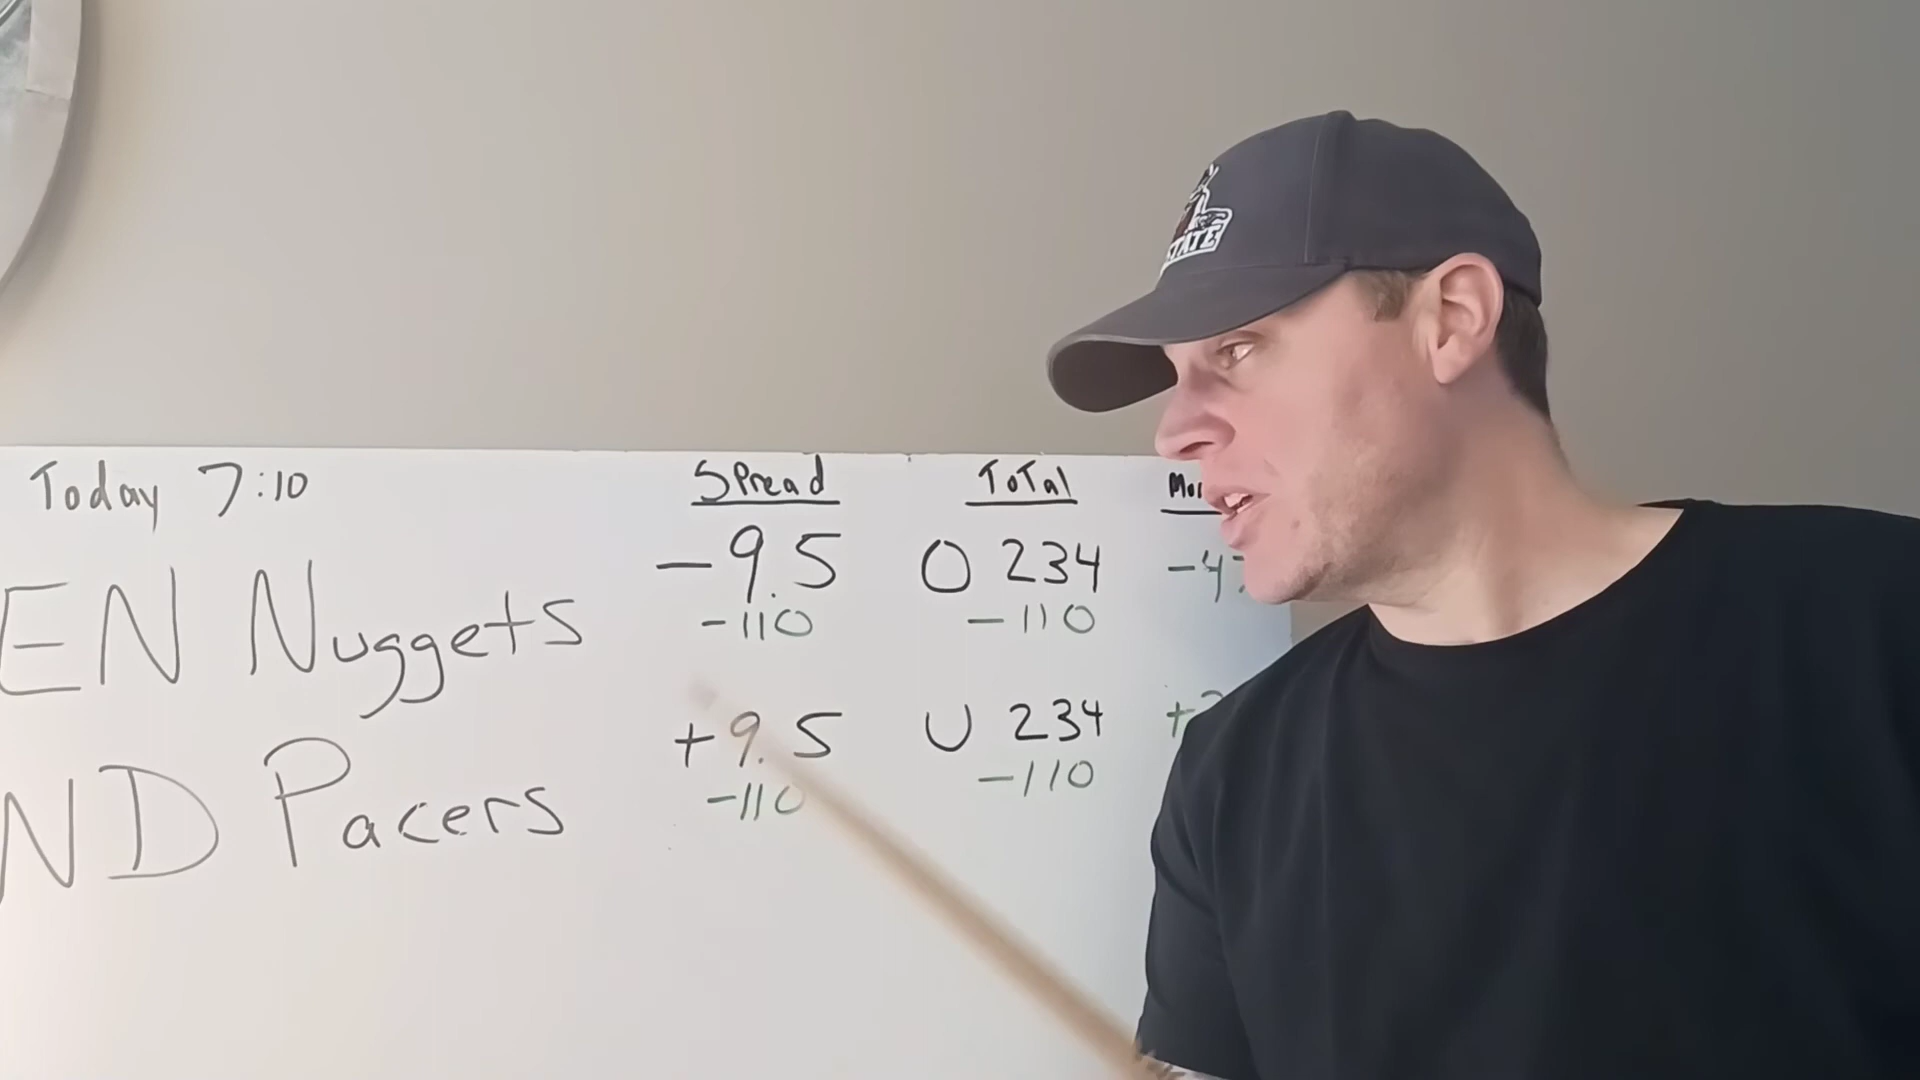 Today 7:10
Spread ToTal
EN Nuggets -9.5 O 234
-110 -110
ND Pacers +9.5 U 234
-110 -110
STATE